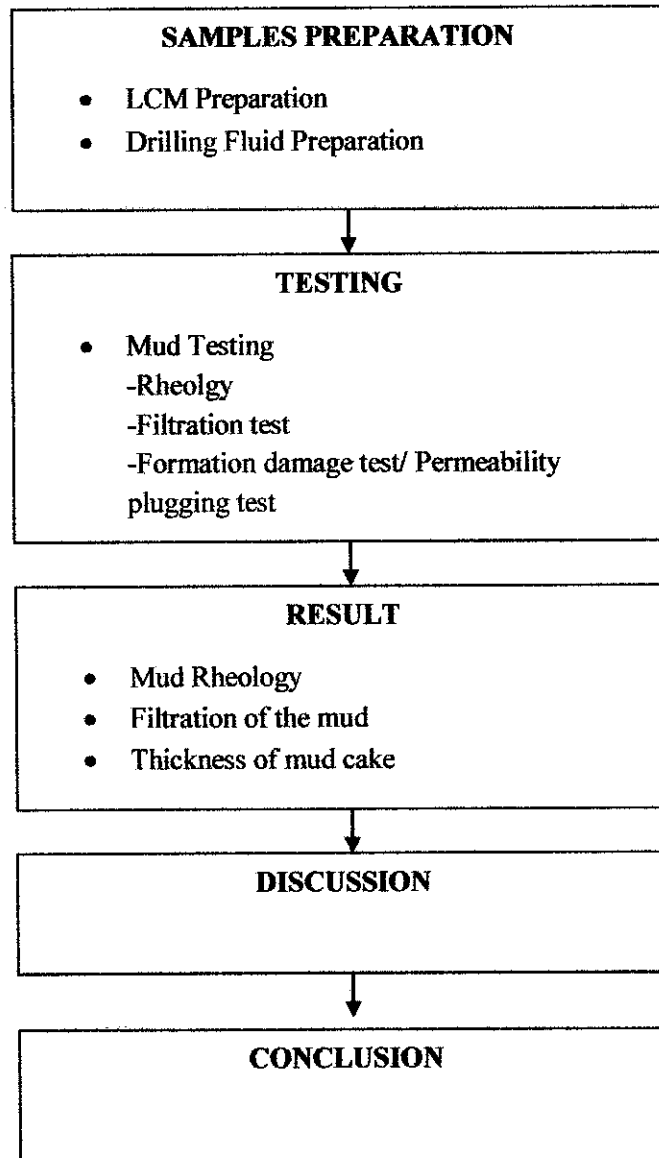 SAMPLES PREPARATION
• LCM Preparation
• Drilling Fluid Preparation
TESTING
• Mud Testing
-Rheolgy
-Filtration test
-Formation damage test/ Permeability
plugging test
RESULT
• Mud Rheology
• Filtration of the mud
• Thickness of mud cake
DISCUSSION
CONCLUSION